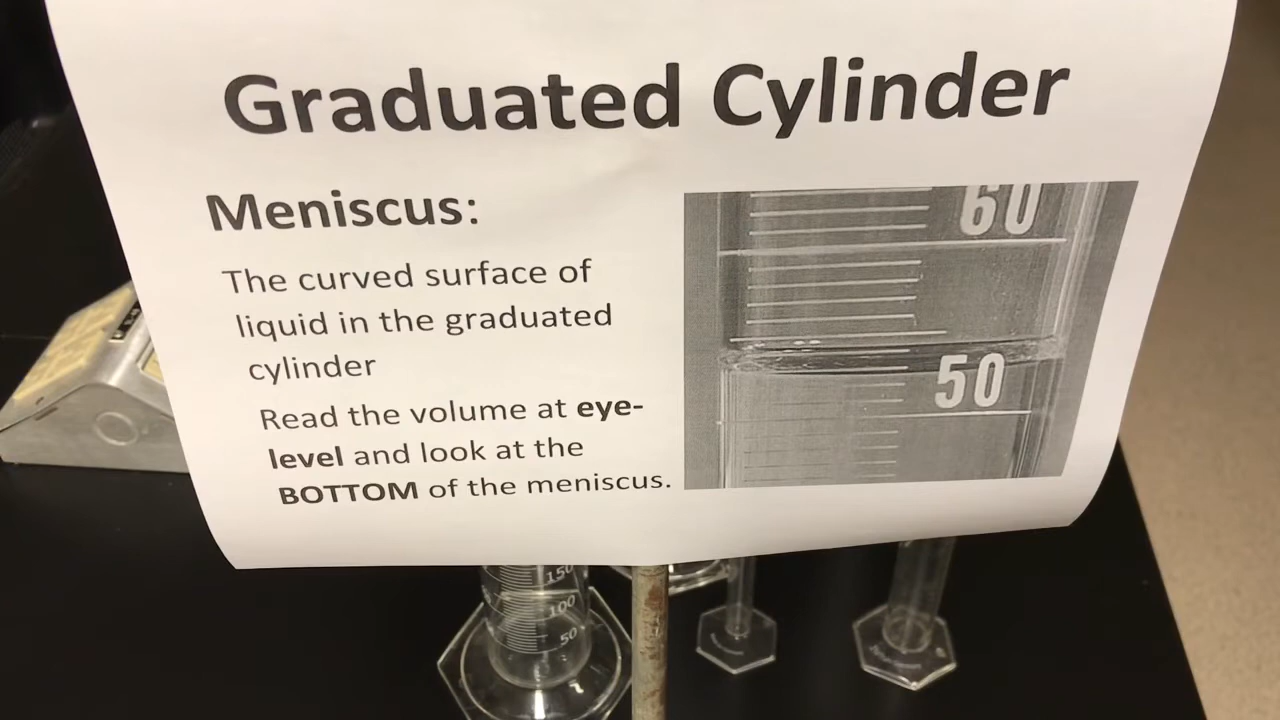 Graduated Cylinder
Meniscus:
The curved surface of
liquid in the graduated
cylinder
Read the volume at eye-
level and look at the
BOTTOM of the meniscus.
60
50
150
100
50